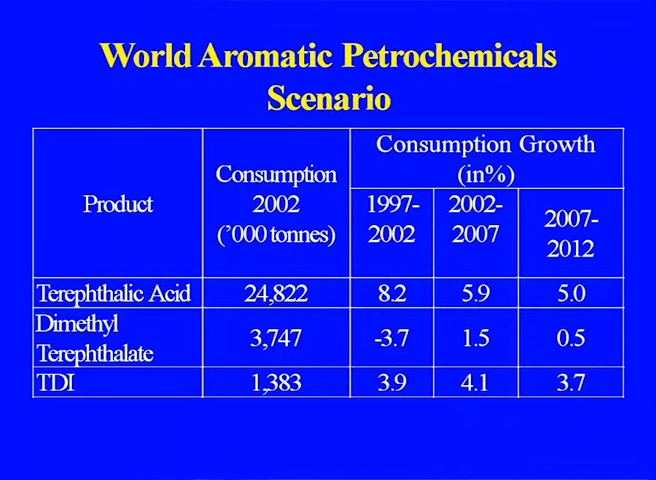 World Aromatic Petrochemicals
Scenario
Product
Consumption
2002
('000 tonnes)
Consumption Growth
(in%)
1997-
2002
2002-
2007
2007-
2012
Terephthalic Acid 24,822 8.2 5.9 5.0
Dimethyl
Terephthalate 3,747 -3.7 1.5 0.5
TDI 1,383 3.9 4.1 3.7